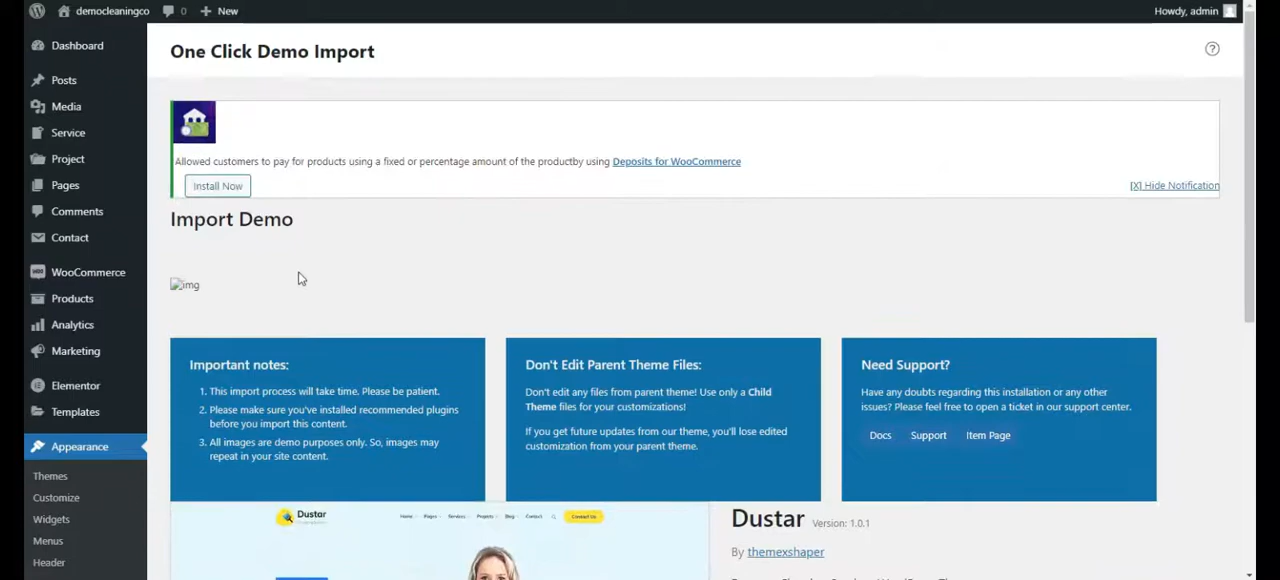 democleaningco
0
New
Howdy, admin
Dashboard
Posts
Media
Service
Project
Pages
Comments
Contact
WooCommerce
Products
Analytics
Marketing
Elementor
Templates
Appearance
Themes
Customize
Widgets
Menus
Header
One Click Demo Import
Allowed customers to pay for products using a fixed or percentage amount of the productby using Deposits for WooCommerce
Install Now
[X] Hide Notification
Import Demo
img
Important notes:
1. This import process will take time. Please be patient.
2. Please make sure you've installed recommended plugins
before you import this content.
3. All images are demo purposes only. So, images may
repeat in your site content.
Don't Edit Parent Theme Files:
Don't edit any files from parent theme! Use only a Child
Theme files for your customizations!
If you get future updates from our theme, you'll lose edited
customization from your parent theme.
Need Support?
Have any doubts regarding this installation or any other
issues? Please feel free to open a ticket in our support center.
Docs
Support
Item Page
Dustar
Home
Pages
Services
Projects
Blog
Contact
Contact Us
Dustar Version: 1.0.1
By themexshaper